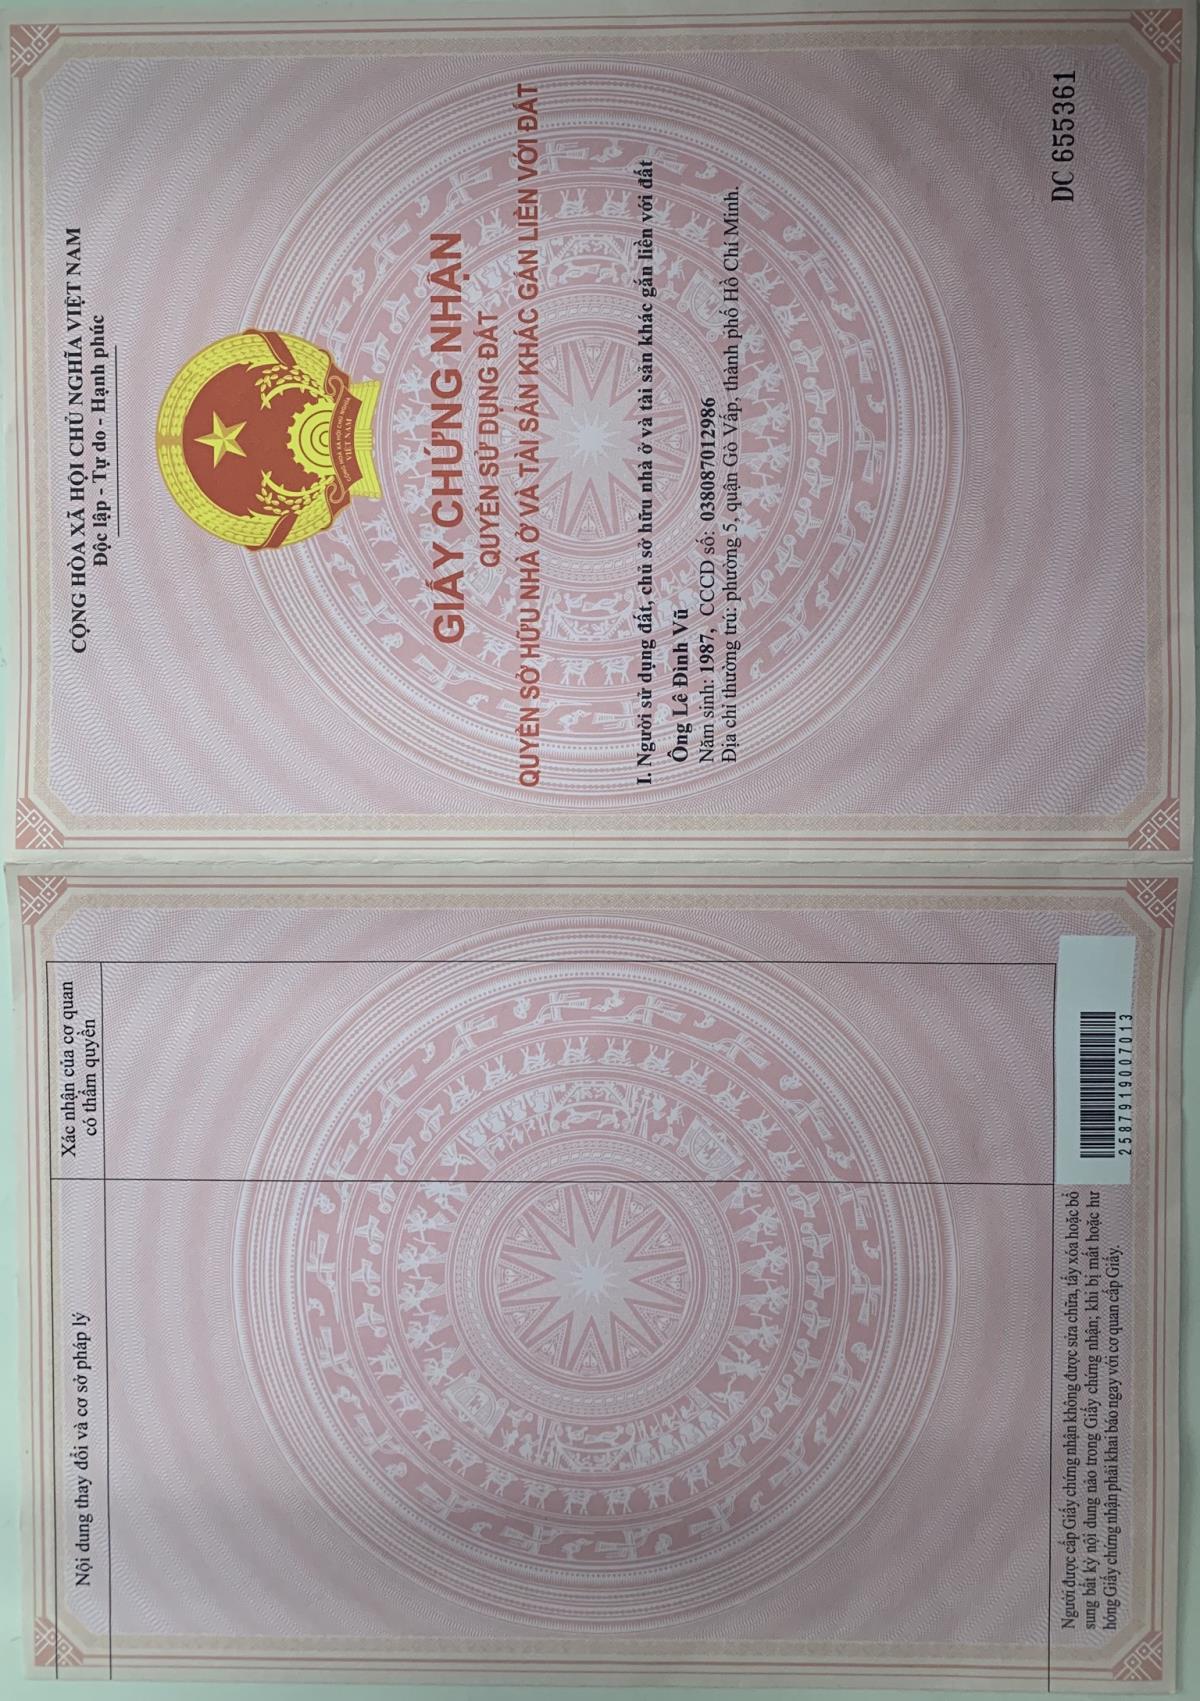 CỘNG HÒA XÃ HỘI CHỦ NGHĨA VIỆT NAM
Độc lập - Tự do - Hạnh phúc
CỘNG HÒA XÃ HỘI CHỦ NGHĨA
VIỆT NAM
GIẤY CHỨNG NHẬN
QUYỀN SỬ DỤNG ĐẤT
QUYỀN SỞ HỮU NHÀ Ở VÀ TÀI SẢN KHÁC GẮN LIỀN VỚI ĐẤT
I. Người sử dụng đất, chủ sở hữu nhà ở và tài sản khác gắn liền với đất
Ông Lê Đình Vũ
Năm sinh: 1987, CCCD số: 038087012986
Địa chỉ thường trú: phường 5, quận Gò Vấp, thành phố Hồ Chí Minh.
DC 655361
Nội dung thay đổi và cơ sở pháp lý
Xác nhận của cơ quan
có thẩm quyền
Người được cấp Giấy chứng nhận không được sửa chữa, tẩy xóa hoặc bổ
sung bất kỳ nội dung nào trong Giấy chứng nhận; khi bị mất hoặc hư
hỏng Giấy chứng nhận phải khai báo ngay với cơ quan cấp Giấy.
2587919007013